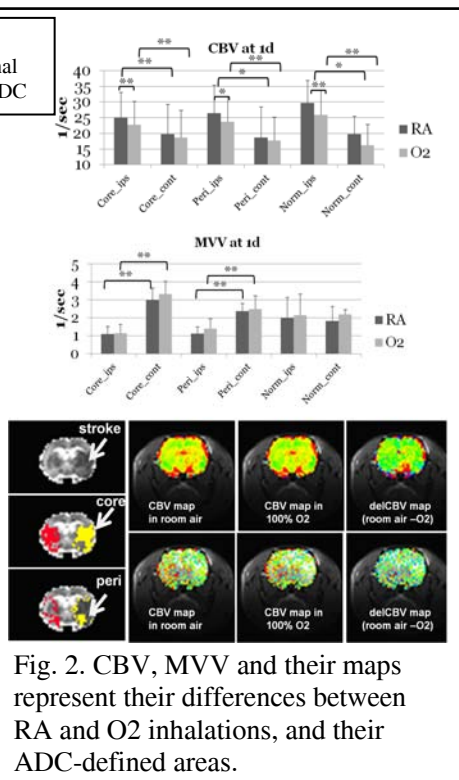 nal
DC
CBV at 1d
1/sec
40
35
30
25
20
15
10
** ** ** * ** ** * ** * **
RA
O2
Core_ips
Core_cont
Peri_ips
Peri_cont
Norm_ips
Norm_cont
MVV at 1d
1/sec
5
4
3
2
1
0
** ** ** **
RA
O2
Core_ips
Core_cont
Peri_ips
Peri_cont
Norm_ips
Norm_cont
stroke
core
peri
CBV map
in room air
CBV map in
100% O2
delCBV map
(room air –O2)
CBV map
in room air
CBV map in
100% O2
delCBV map
(room air –O2)
Fig. 2. CBV, MVV and their maps
represent their differences between
RA and O2 inhalations, and their
ADC-defined areas.